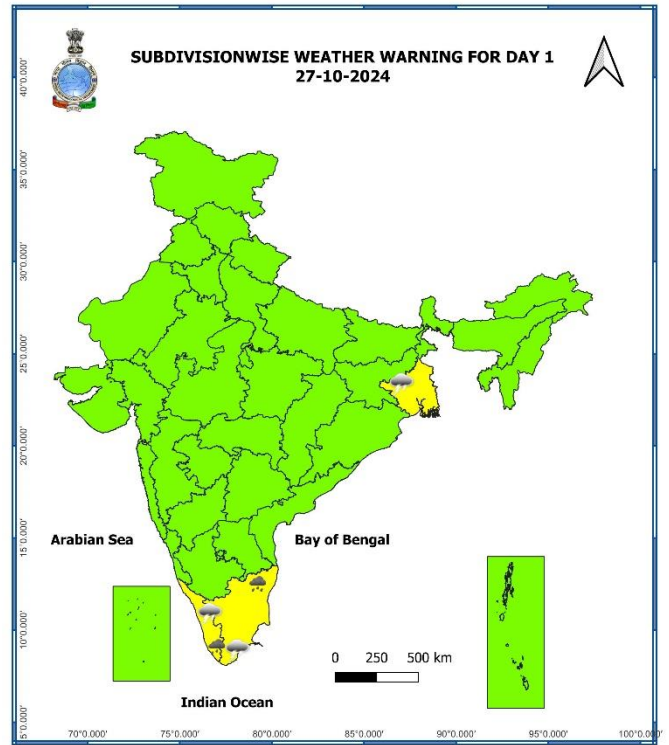 SUBDIVISIONWISE WEATHER WARNING FOR DAY 1
27-10-2024
40°0.000'
35°0.000'
30°0.000'
25°0.000'
20°0.000'
15°0.000'
10°0.000'
5°0.000'
Arabian Sea
Bay of Bengal
0 250 500 km
Indian Ocean
70°0.000' 75°0.000' 80°0.000' 85°0.000' 90°0.000' 95°0.000' 100°0.000'